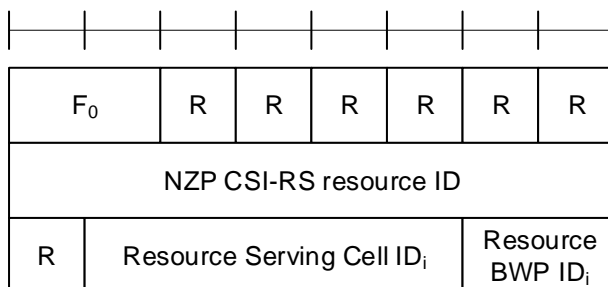 F₀ R R R R R R
NZP CSI-RS resource ID
R Resource Serving Cell IDᵢ Resource
BWP IDᵢ